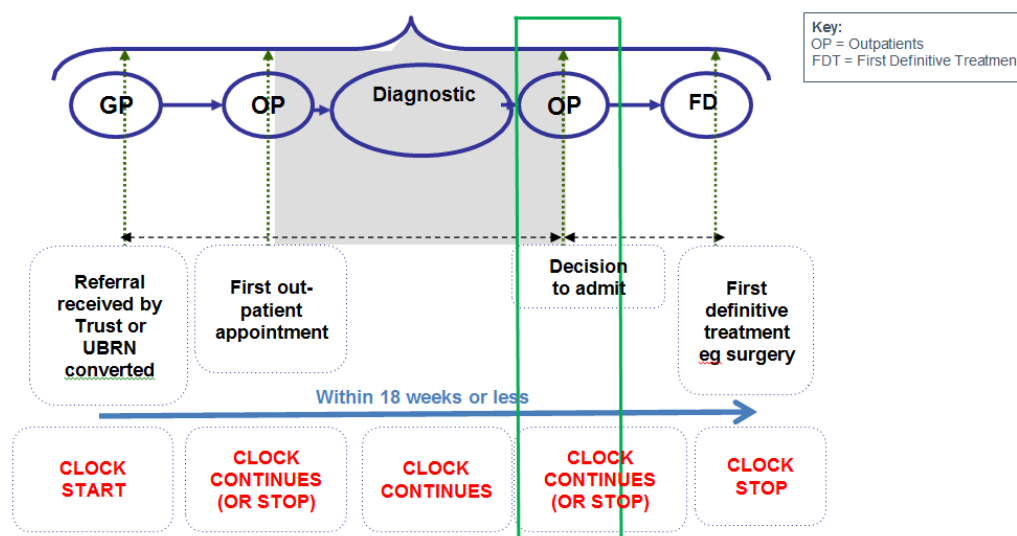 Key:
OP = Outpatients
FDT = First Definitive Treatmen
GP
OP
Diagnostic
OP
FD
Referral
received by
Trust or
UBRN
converted
First out-
patient
appointment
Decision
to admit
First
definitive
treatment
eg surgery
Within 18 weeks or less
CLOCK
START
CLOCK
CONTINUES
(OR STOP)
CLOCK
CONTINUES
CLOCK
CONTINUES
(OR STOP)
CLOCK
STOP